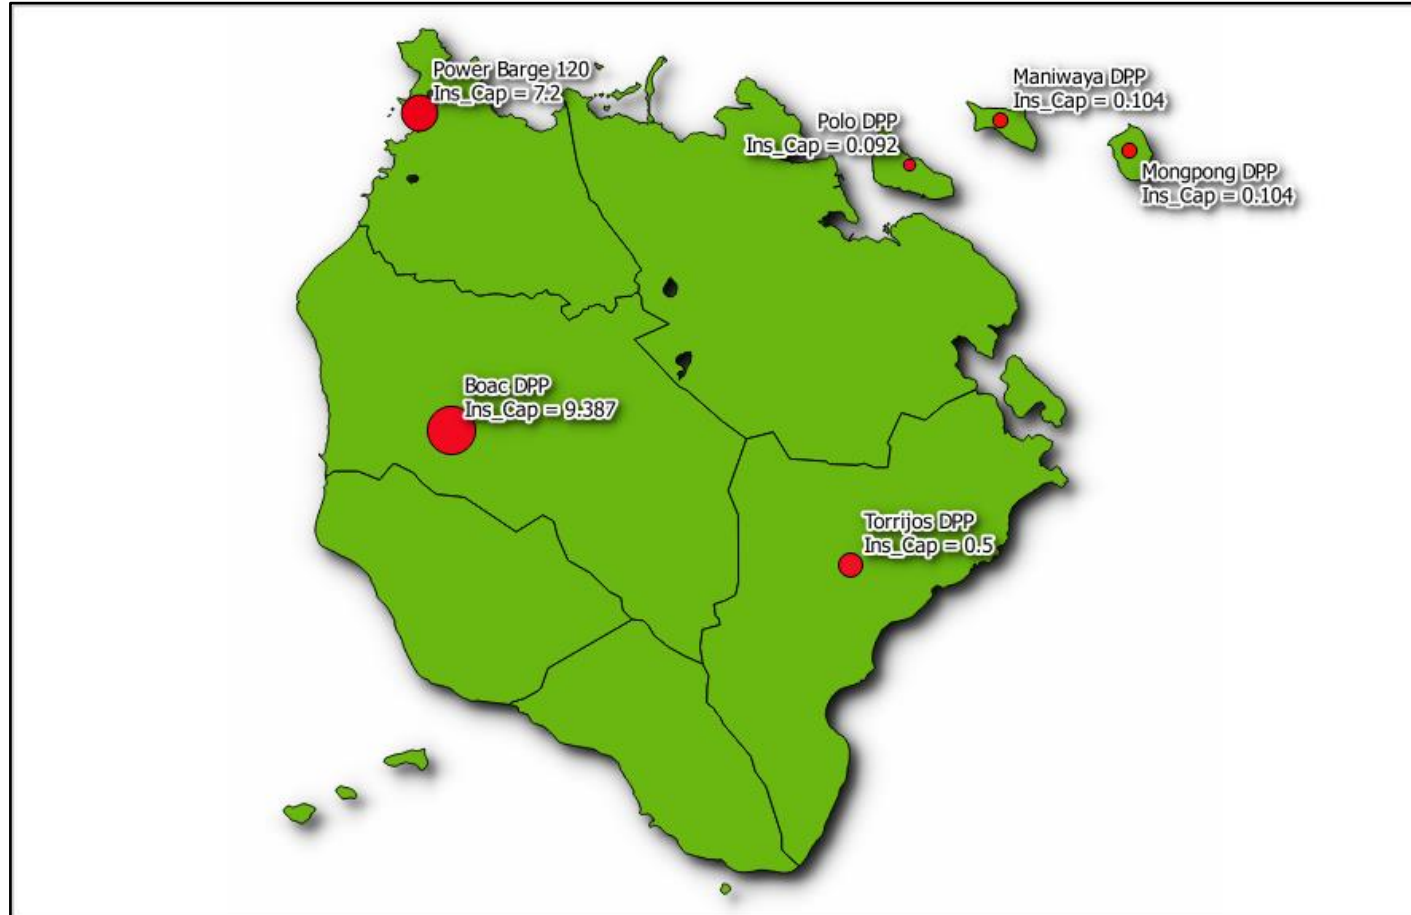 Power Barge 120
Ins_Cap = 7.2
Maniwaya DPP
Ins_Cap = 0.104
Polo DPP
Ins_Cap = 0.092
Mongpong DPP
Ins_Cap = 0.104
Boac DPP
Ins_Cap = 9.387
Torrijos DPP
Ins_Cap = 0.5